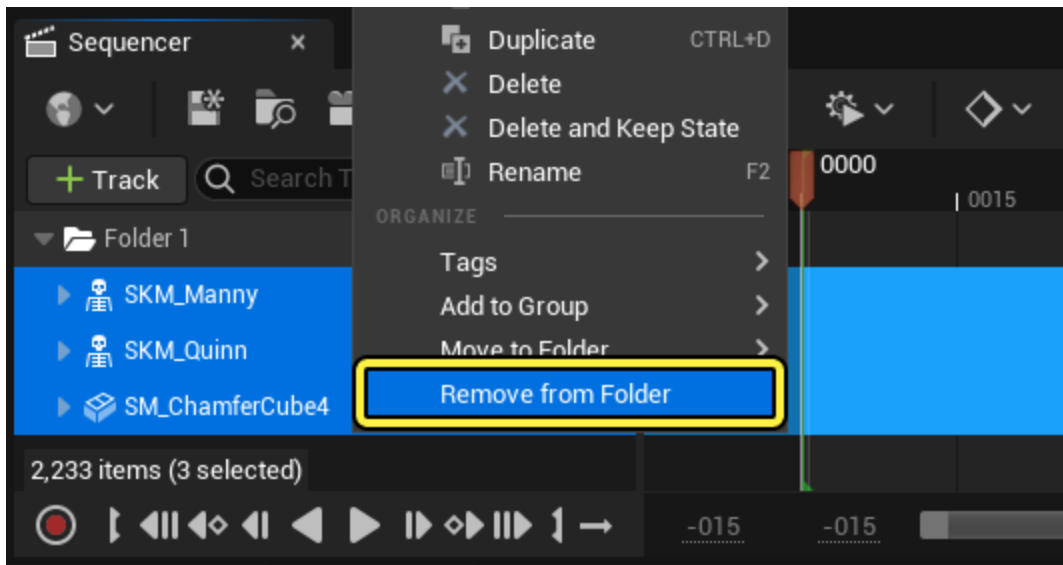 Sequencer
Duplicate CTRL+D
Delete
Delete and Keep State
Rename F2
ORGANIZE
Tags
Add to Group
Move to Folder
Remove from Folder
Track
Search T
0000
0015
Folder 1
SKM_Manny
SKM_Quinn
SM_ChamferCube4
2,233 items (3 selected)
-015 -015